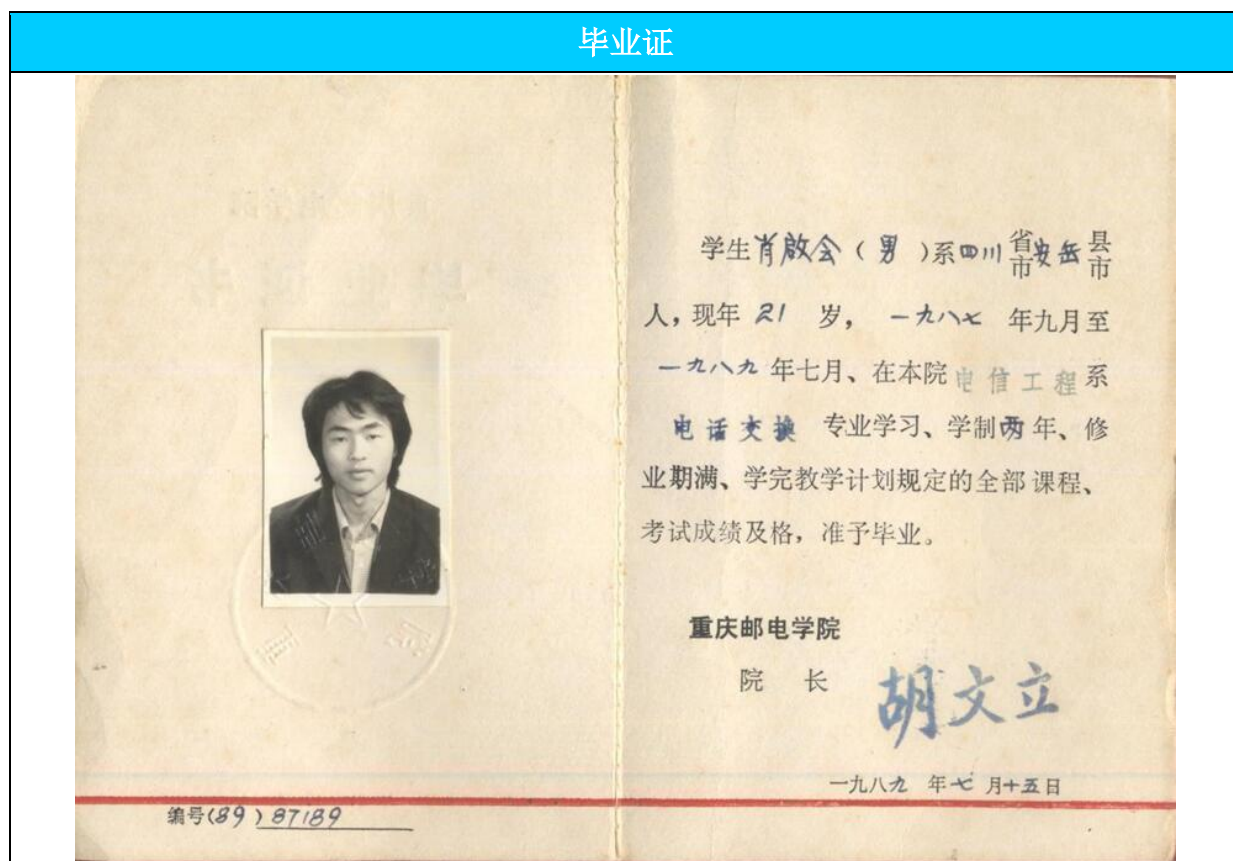 毕业证
学生肖啟会(男)系四川省市安岳县市
人,现年 21 岁, 一九八七 年九月至
一九八九 年七月、在本院电信工程系
电话交换 专业学习、学制两年、修
业期满、学完教学计划规定的全部课程、
考试成绩及格,准予毕业。
重庆邮电学院
院 长 胡文立
一九八九 年七月十五日
编号(89)87189